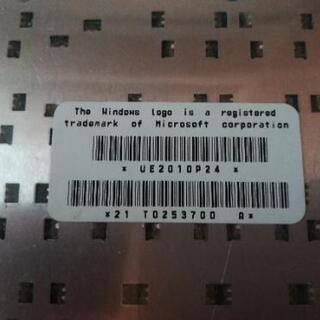 The Windows logo is a registered
trademark of Microsoft corporation
* UE2010P24 *
*21 T0253700 A*